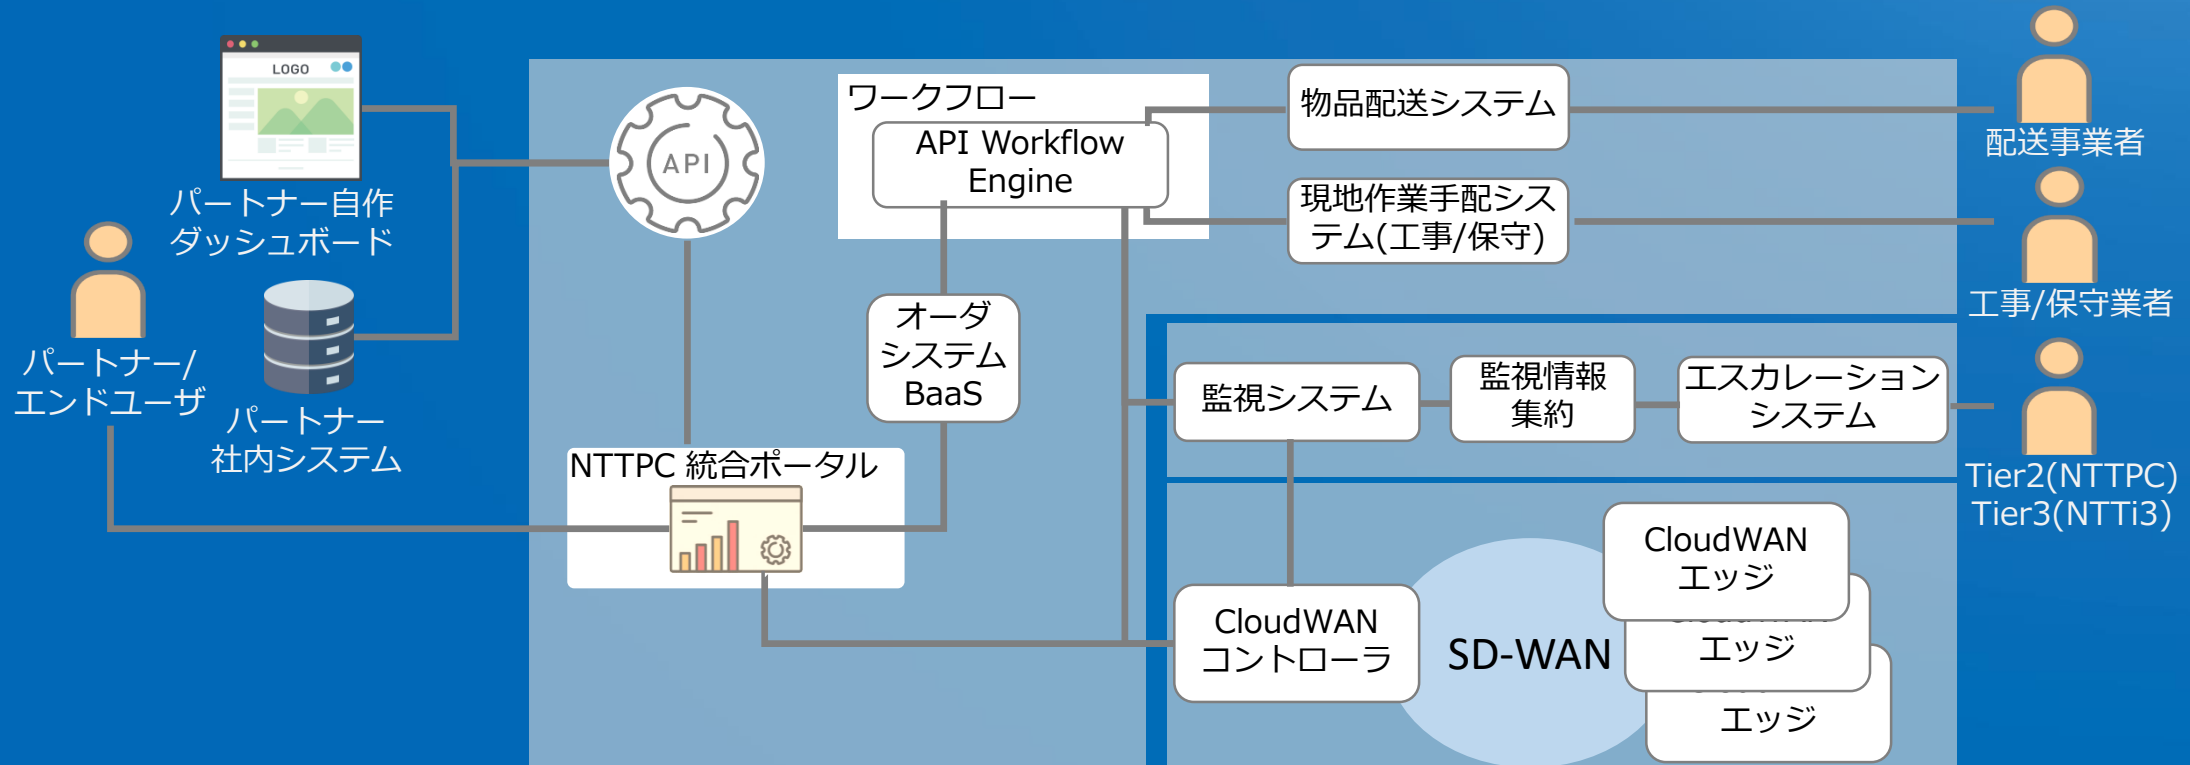 LOGO
パートナー自作
ダッシュボード
パートナー/
エンドユーザ
パートナー
社内システム
API
NTTPC 統合ポータル
ワークフロー
API Workflow
Engine
オーダ
システム
BaaS
物品配送システム
現地作業手配シス
テム(工事/保守)
監視システム
監視情報
集約
エスカレーション
システム
CloudWAN
コントローラ
SD-WAN
CloudWAN
エッジ
エッジ
エッジ
配送事業者
工事/保守業者
Tier2(NTTPC)
Tier3(NTTi3)